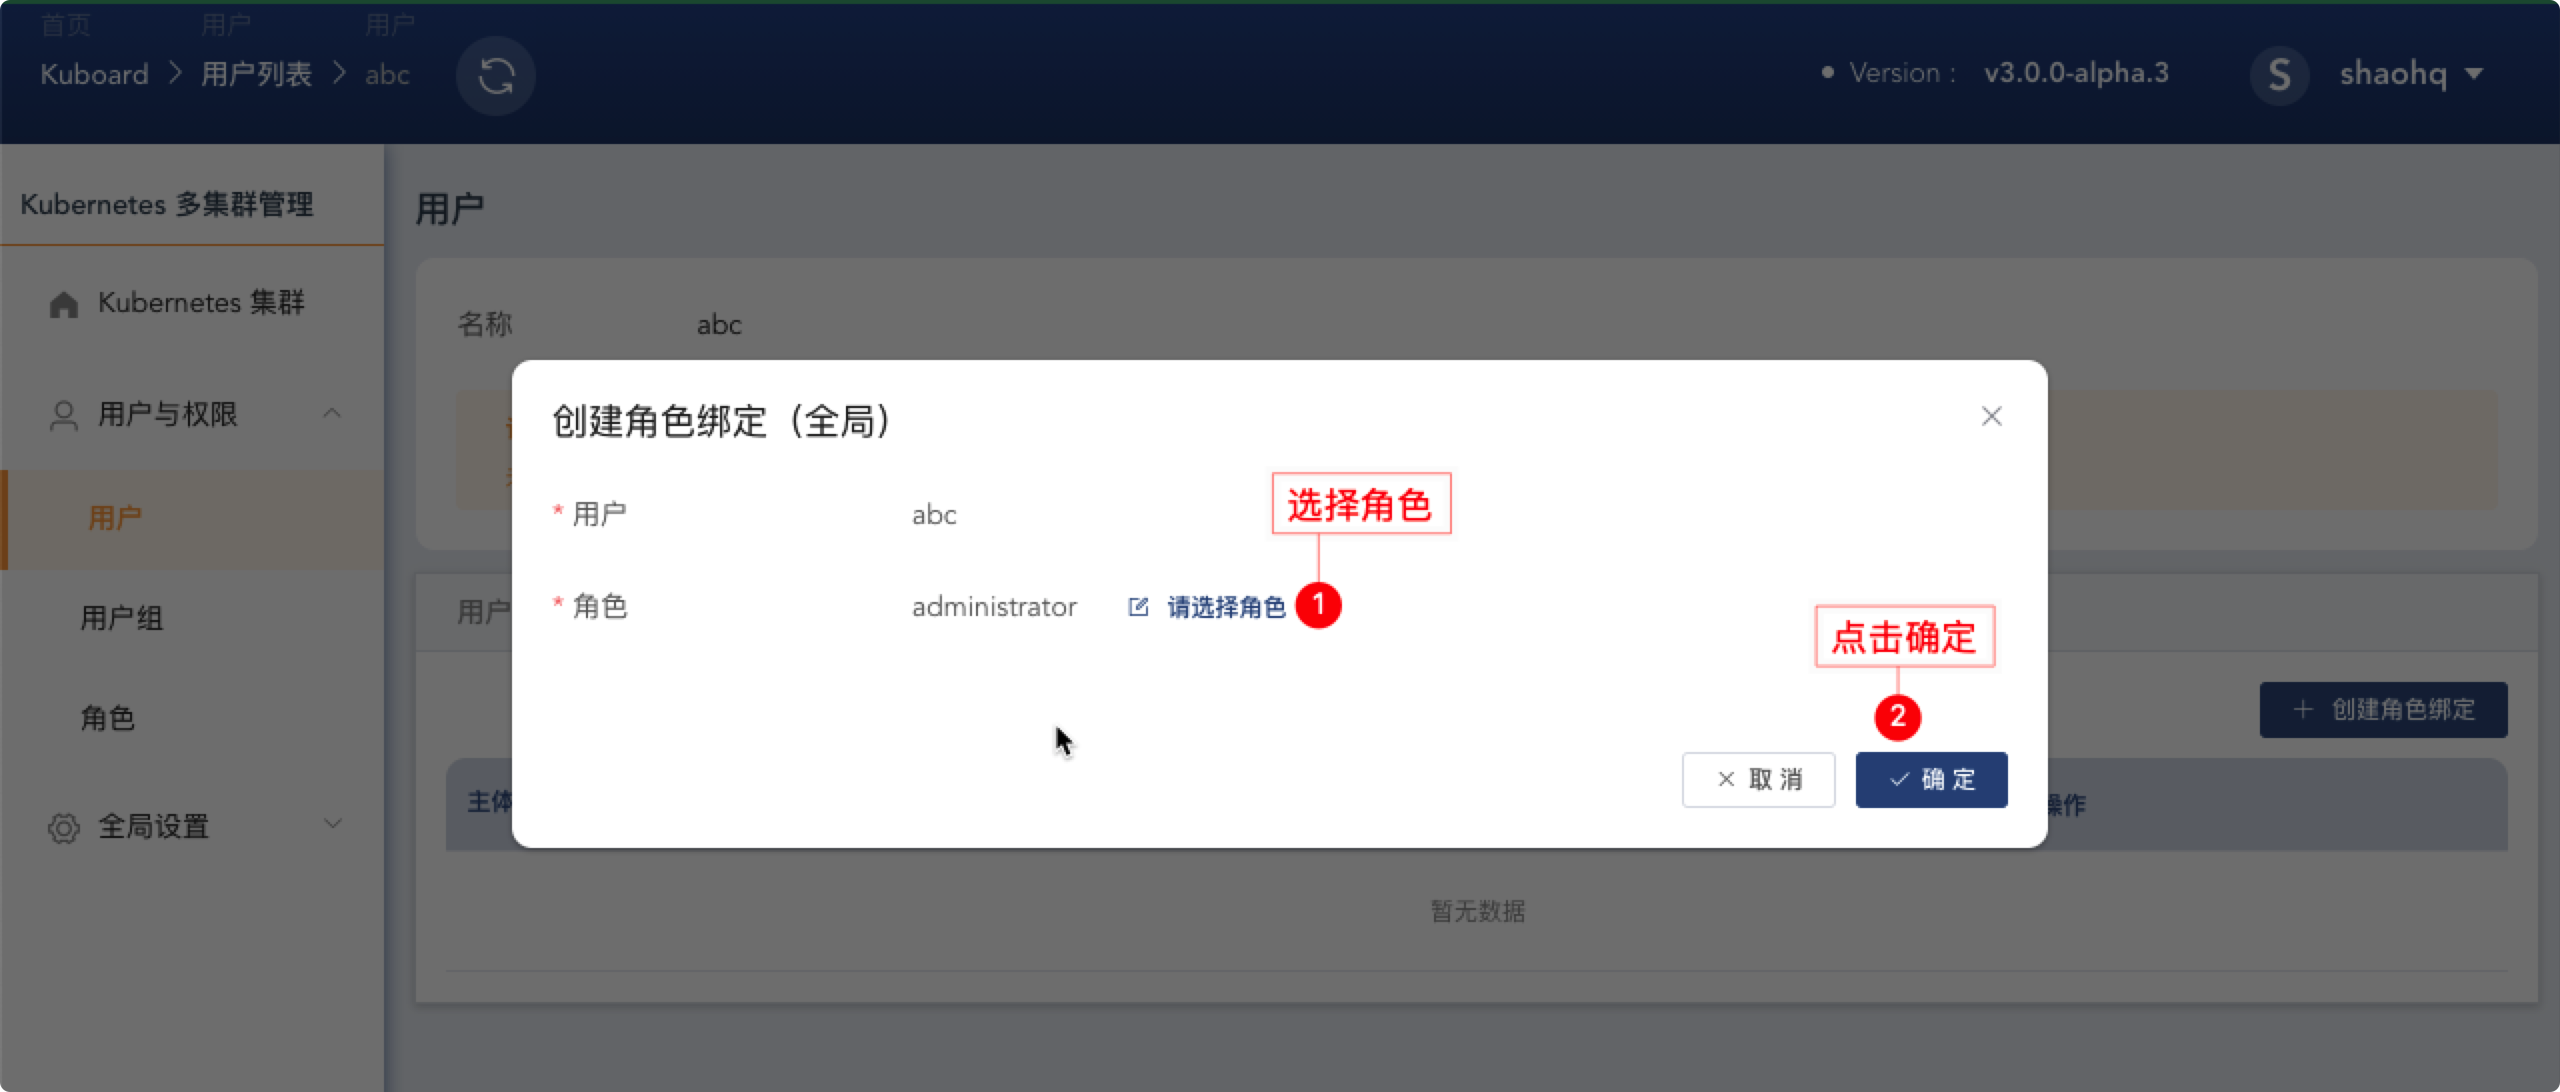 首页 用户 用户
Kuboard 用户列表 abc
Version : v3.0.0-alpha.3 S shaohq
Kubernetes 多集群管理
Kubernetes 集群
用户与权限
用户
用户组
角色
全局设置
用户
名称 abc
创建角色绑定（全局）
* 用户 abc
选择角色
* 角色 administrator 请选择角色 1
点击确定
2
取 消 确 定
用户
创建角色绑定
主体 操作
暂无数据